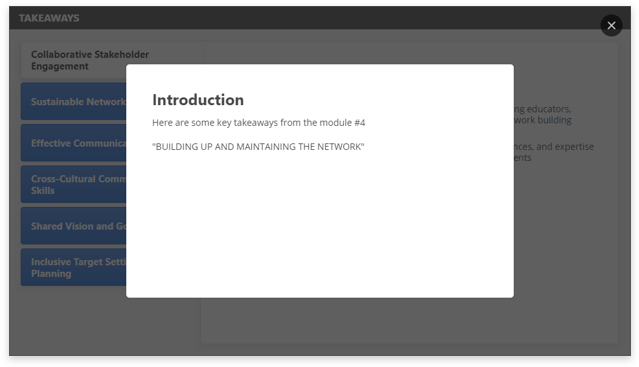 TAKEAWAYS
Collaborative Stakeholder
Engagement
Sustainable Network
Effective Communica
Cross-Cultural Comm
Skills
Shared Vision and Go
Inclusive Target Setti
Planning
Introduction
Here are some key takeaways from the module #4
"BUILDING UP AND MAINTAINING THE NETWORK"
ng educators,
work building
nces, and expertise
ents